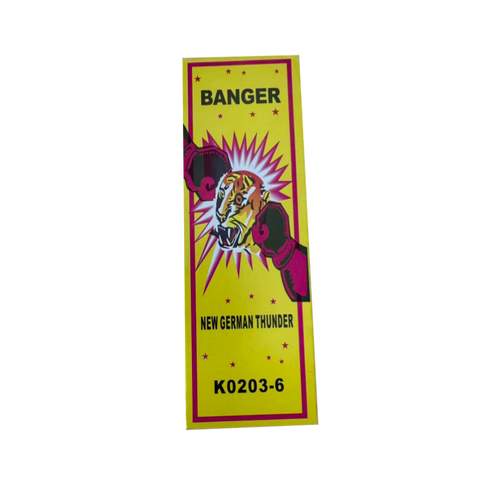 BANGER
NEW GERMAN THUNDER
K0203-6